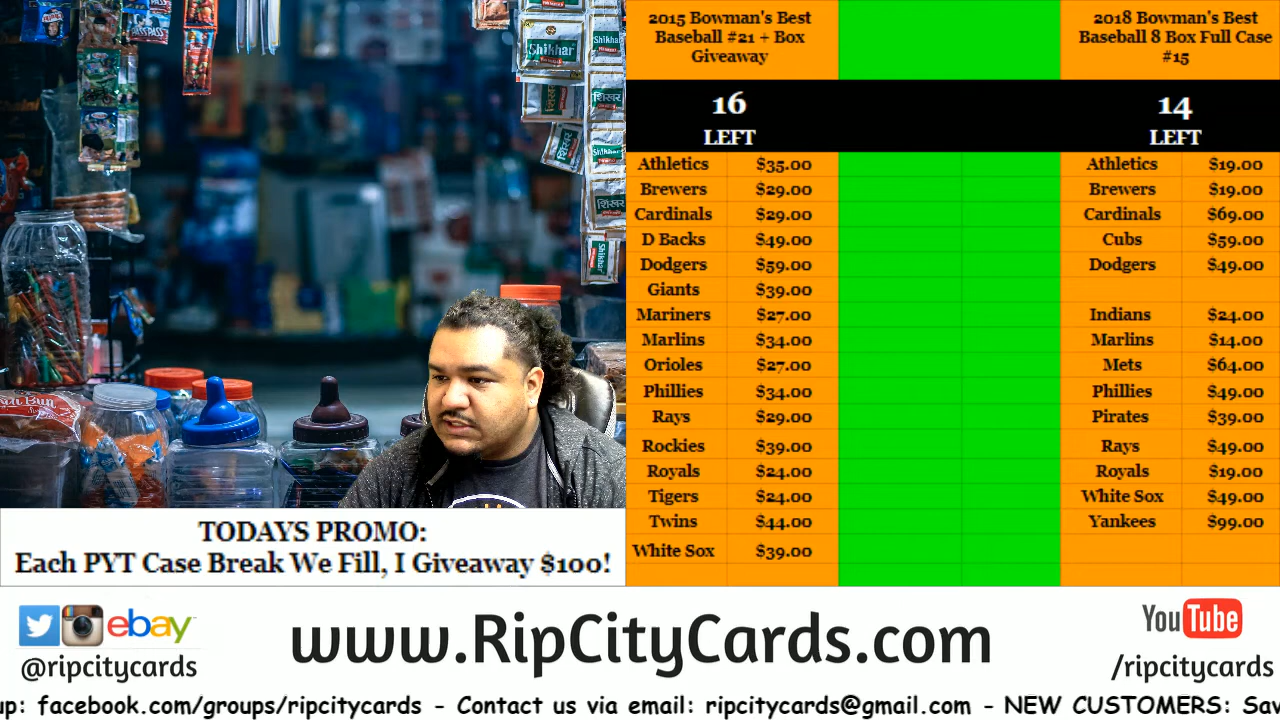 Shikhar
Shikhar
शिखर
शिखर
Shikhar
शिखर
Shikhar
2015 Bowman's Best
Baseball #21 + Box
Giveaway
16
LEFT
Athletics $35.00
Brewers $29.00
Cardinals $29.00
D Backs $49.00
Dodgers $59.00
Giants $39.00
Mariners $27.00
Marlins $34.00
Orioles $27.00
Phillies $34.00
Rays $29.00
Rockies $39.00
Royals $24.00
Tigers $24.00
Twins $44.00
White Sox $39.00
2018 Bowman's Best
Baseball 8 Box Full Case
#15
14
LEFT
Athletics $19.00
Brewers $19.00
Cardinals $69.00
Cubs $59.00
Dodgers $49.00
Indians $24.00
Marlins $14.00
Mets $64.00
Phillies $49.00
Pirates $39.00
Rays $49.00
Royals $19.00
White Sox $49.00
Yankees $99.00
TODAYS PROMO:
Each PYT Case Break We Fill, I Giveaway $100!
ebay
@ripcitycards
www.RipCityCards.com
YouTube
/ripcitycards
up: facebook.com/groups/ripcitycards - Contact us via email: ripcitycards@gmail.com - NEW CUSTOMERS: Sav